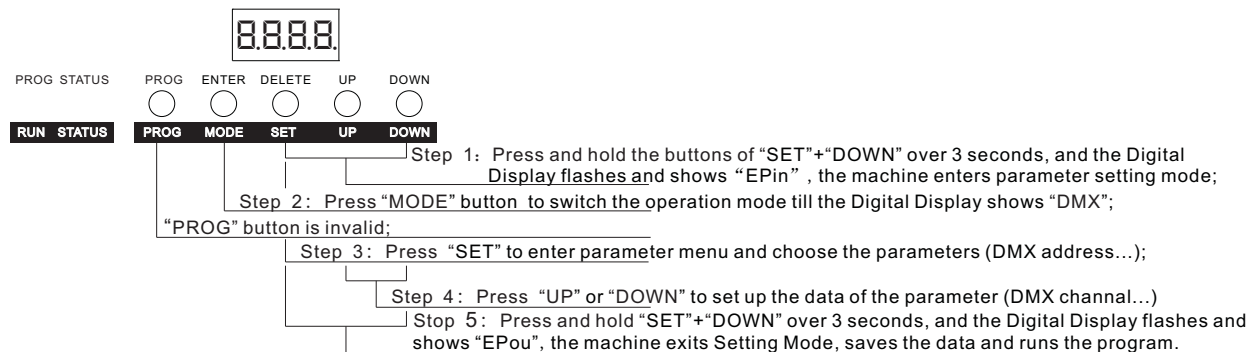 8.8.8.8.
PROG STATUS PROG ENTER DELETE UP DOWN
RUN STATUS PROG MODE SET UP DOWN
Step 1: Press and hold the buttons of “SET”+“DOWN” over 3 seconds, and the Digital
Display flashes and shows “EPin” , the machine enters parameter setting mode;
Step 2: Press “MODE” button to switch the operation mode till the Digital Display shows “DMX”;
“PROG” button is invalid;
Step 3: Press “SET” to enter parameter menu and choose the parameters (DMX address...);
Step 4: Press “UP” or “DOWN” to set up the data of the parameter (DMX channal...)
Stop 5: Press and hold “SET”+“DOWN” over 3 seconds, and the Digital Display flashes and
shows “EPou”, the machine exits Setting Mode, saves the data and runs the program.